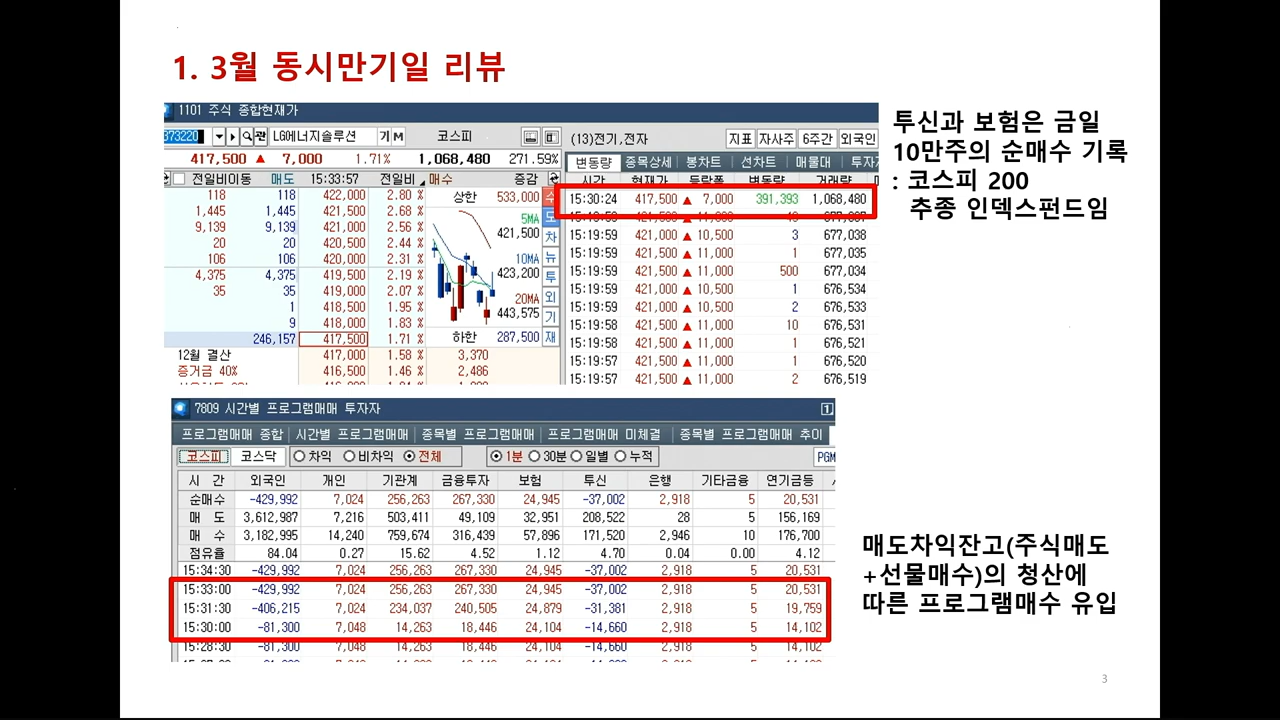 1. 3월 동시만기일 리뷰
1101 주식 종합현재가
373220 LG에너지솔루션 기 M 코스피 (13)전기,전자 지표 자사주 6주간 외국인
417,500 ▲ 7,000 1.71% 1,068,480 271.59% 변동량 종목상세 봉차트 선차트 매물대
전일비이동 매도 15:33:57 전일비 매수 증감 시간 현재가 등락폭 변동량 거래량
118 118 422,000 2.80 % 상한 533,000 수 15:30:24 417,500 ▲ 7,000 391,393 1,068,480
1,445 1,445 421,500 2.68 % 5MA 도
9,139 9,139 421,000 2.56 % 421,500 차 15:19:59 421,000 ▲ 10,500 3 677,038
20 20 420,500 2.44 % 뉴 15:19:59 421,500 ▲ 11,000 1 677,035
106 106 420,000 2.31 % 10MA 15:19:59 421,500 ▲ 11,000 500 677,034
4,375 4,375 419,500 2.19 % 423,200 투 15:19:59 421,000 ▲ 10,500 1 676,534
35 35 419,000 2.07 % 20MA 외 15:19:59 421,000 ▲ 10,500 2 676,533
1 418,500 1.95 % 443,575 기 15:19:58 421,500 ▲ 11,000 10 676,531
9 418,000 1.83 % 15:19:58 421,500 ▲ 11,000 1 676,521
246,157 417,500 1.71 % 하한 287,500 재 15:19:57 421,500 ▲ 11,000 1 676,520
12월 결산 417,000 1.58 % 3,370 15:19:57 421,500 ▲ 11,000 2 676,519
증거금 40% 416,500 1.46 % 2,486
투신과 보험은 금일
10만주의 순매수 기록
: 코스피 200
추종 인덱스펀드임
7809 시간별 프로그램매매 투자자 1
프로그램매매 종합 시간별 프로그램매매 종목별 프로그램매매 프로그램매매 미체결 종목별 프로그램매매 추이
코스피 코스닥 차익 비차익 전체 1분 30분 일별 누적 PGM
시 간 외국인 개인 기관계 금융투자 보험 투신 은행 기타금융 연기금등
순매수 -429,992 7,024 256,263 267,330 24,945 -37,002 2,918 5 20,531
매 도 3,612,987 7,216 503,411 49,109 32,951 208,522 28 5 156,169
매 수 3,182,995 14,240 759,674 316,439 57,896 171,520 2,946 10 176,700
점유율 84.04 0.27 15.62 4.52 1.12 4.70 0.04 0.00 4.12
15:34:30 -429,992 7,024 256,263 267,330 24,945 -37,002 2,918 5 20,531
15:33:00 -429,992 7,024 256,263 267,330 24,945 -37,002 2,918 5 20,531
15:31:30 -406,215 7,024 234,037 240,505 24,879 -31,381 2,918 5 19,759
15:30:00 -81,300 7,048 14,263 18,446 24,104 -14,660 2,918 5 14,102
15:28:30 -81,300 7,048 14,263 18,446 24,104 -14,660 2,918 5 14,102
매도차익잔고(주식매도
+선물매수)의 청산에
따른 프로그램매수 유입
3